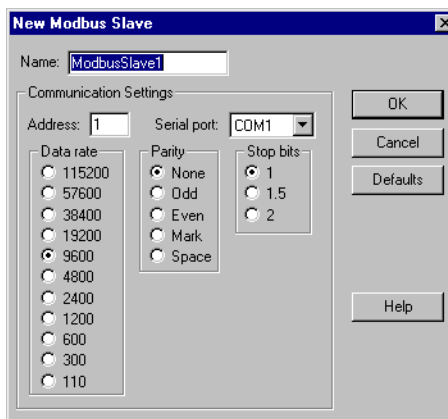 New Modbus Slave
Name: ModbusSlave1
Communication Settings
Address: 1 Serial port: COM1
Data rate
115200
57600
38400
19200
9600
4800
2400
1200
600
300
110
Parity
None
Odd
Even
Mark
Space
Stop bits
1
1.5
2
OK
Cancel
Defaults
Help